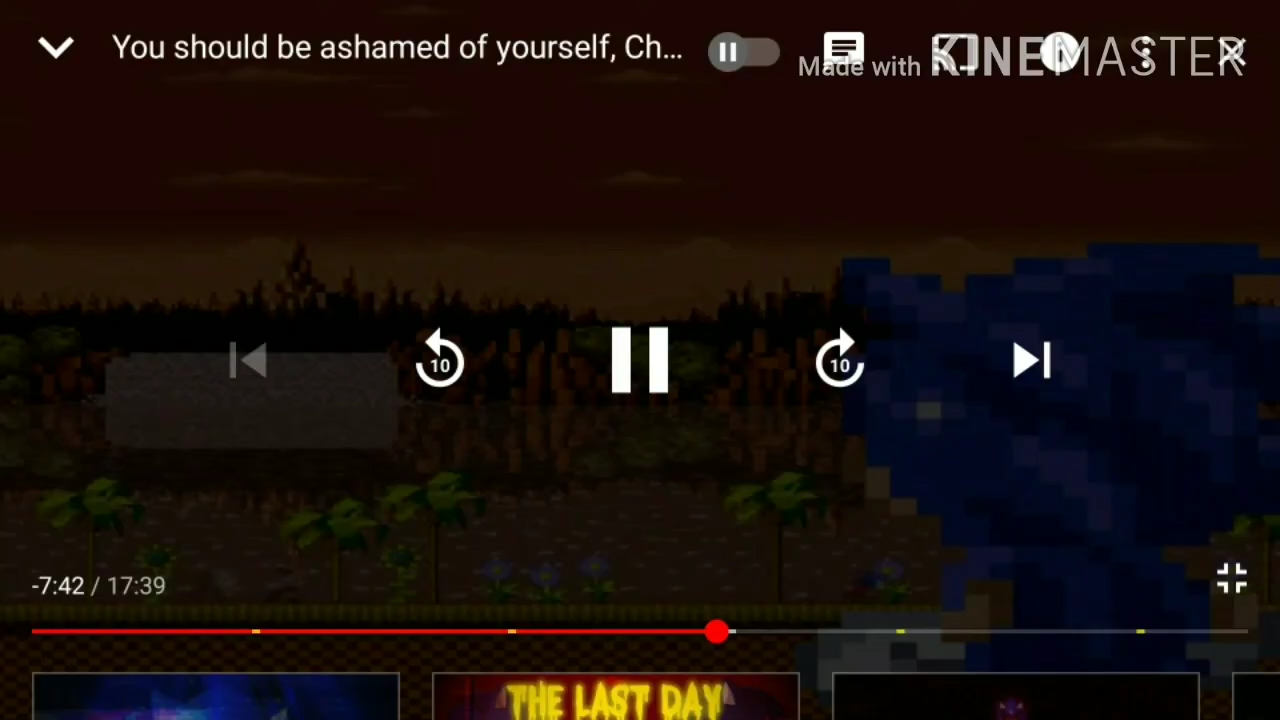 You should be ashamed of yourself, Ch...
Made with KINEMASTER
10
10
-7:42 / 17:39
THE LAST DAY